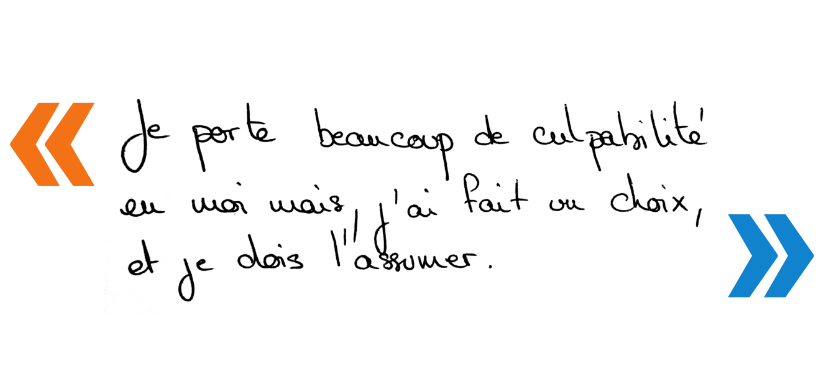 « Je porte beaucoup de culpabilité
en moi mais, j'ai fait un choix,
et je dois l'assumer. »